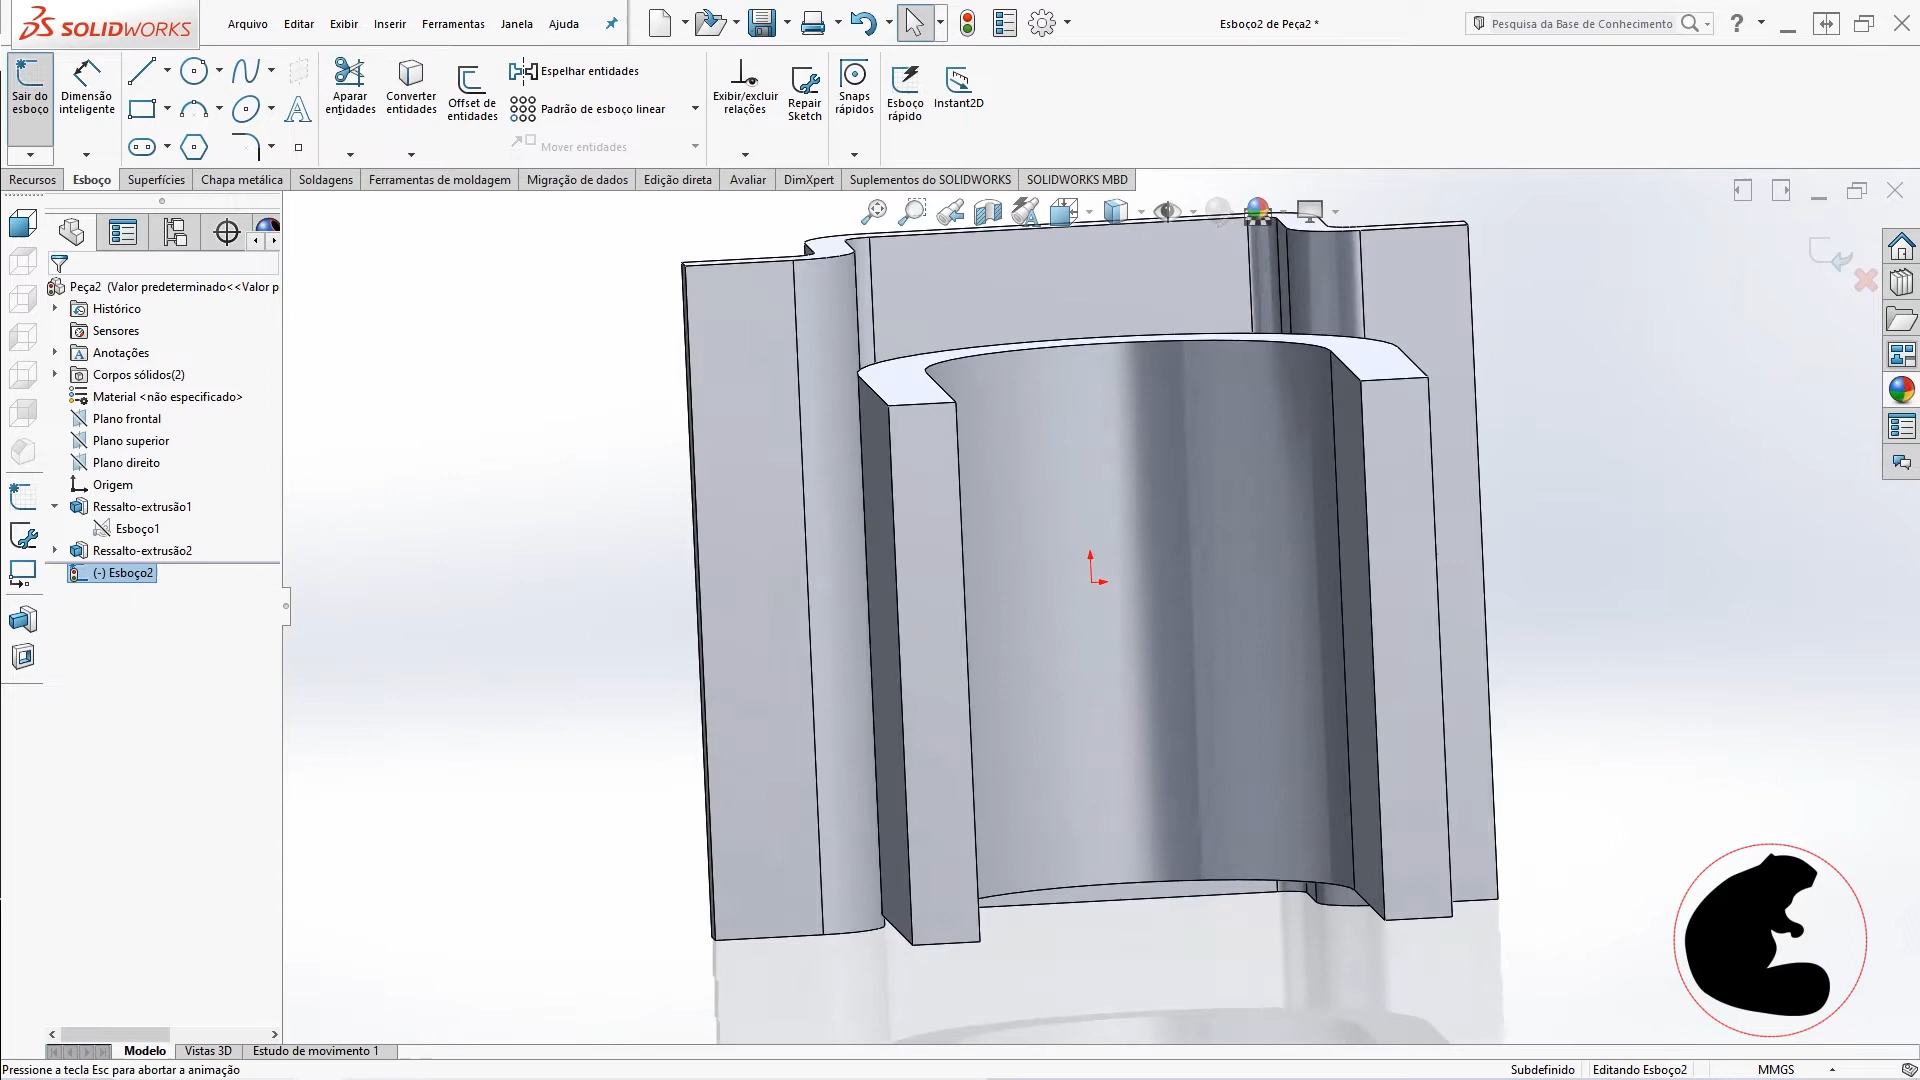 SOLIDWORKS
Arquivo Editar Exibir Inserir Ferramentas Janela Ajuda
Esboço2 de Peça2 *
Pesquisa da Base de Conhecimento
?
Sair do esboço
Dimensão inteligente
Aparar entidades
Converter entidades
Offset de entidades
Espelhar entidades
Padrão de esboço linear
Mover entidades
Exibir/excluir relações
Repair Sketch
Snaps rápidos
Esboço rápido
Instant2D
Recursos Esboço Superfícies Chapa metálica Soldagens Ferramentas de moldagem Migração de dados Edição direta Avaliar DimXpert Suplementos do SOLIDWORKS SOLIDWORKS MBD
Peça2 (Valor predeterminado<<Valor p
Histórico
Sensores
Anotações
Corpos sólidos(2)
Material <não especificado>
Plano frontal
Plano superior
Plano direito
Origem
Ressalto-extrusão1
Esboço1
Ressalto-extrusão2
(-) Esboço2
Modelo Vistas 3D Estudo de movimento 1
Pressione a tecla Esc para abortar a animação
Subdefinido Editando Esboço2 MMGS